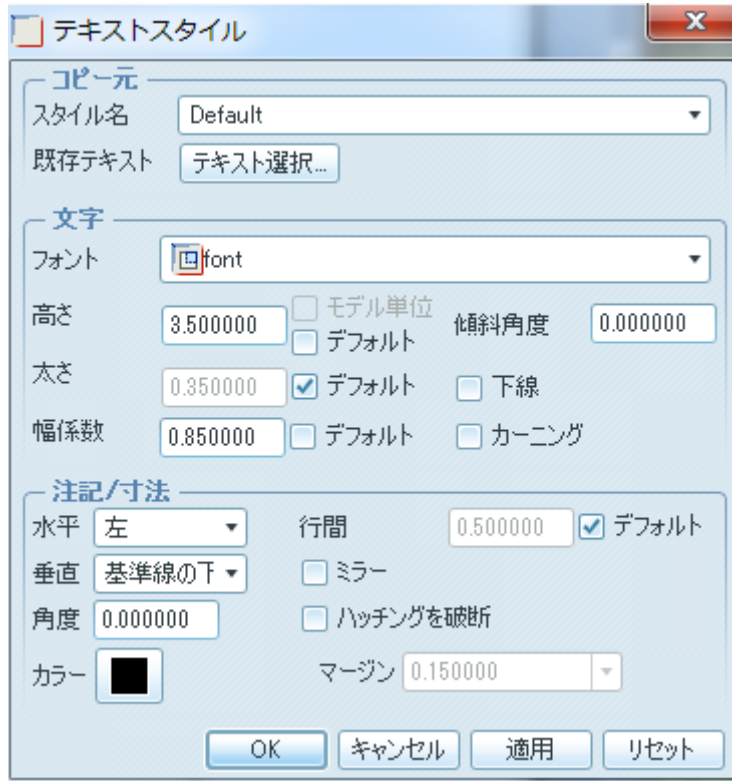 テキストスタイル
コピー元
スタイル名 Default
既存テキスト テキスト選択...
文字
フォント font
高さ 3.500000 モデル単位 デフォルト 傾斜角度 0.000000
太さ 0.350000 デフォルト 下線
幅係数 0.850000 デフォルト カーニング
注記/寸法
水平 左 行間 0.500000 デフォルト
垂直 基準線の下 ミラー
角度 0.000000 ハッチングを破断
カラー マージン 0.150000
OK キャンセル 適用 リセット